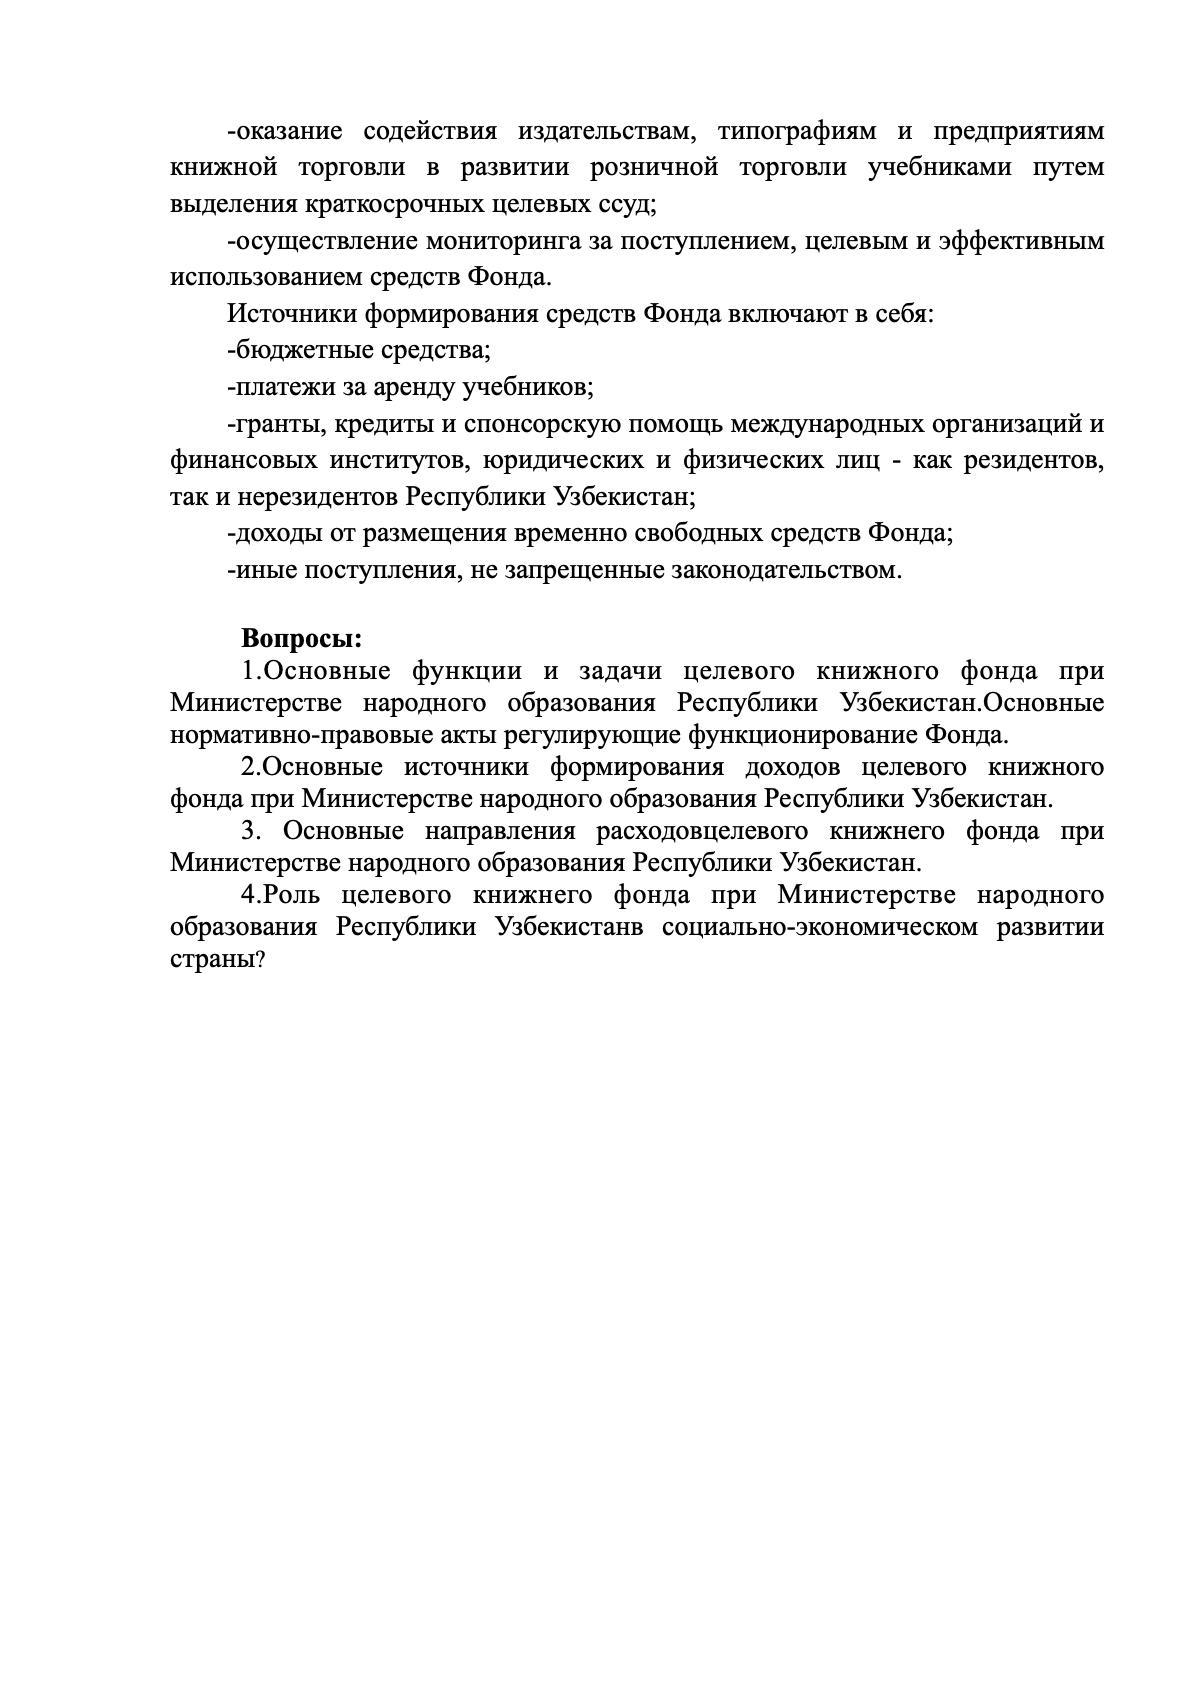 -оказание содействия издательствам, типографиям и предприятиям
книжной торговли в развитии розничной торговли учебниками путем
выделения краткосрочных целевых ссуд;
-осуществление мониторинга за поступлением, целевым и эффективным
использованием средств Фонда.
Источники формирования средств Фонда включают в себя:
-бюджетные средства;
-платежи за аренду учебников;
-гранты, кредиты и спонсорскую помощь международных организаций и
финансовых институтов, юридических и физических лиц - как резидентов,
так и нерезидентов Республики Узбекистан;
-доходы от размещения временно свободных средств Фонда;
-иные поступления, не запрещенные законодательством.
Вопросы:
1.Основные функции и задачи целевого книжного фонда при
Министерстве народного образования Республики Узбекистан.Основные
нормативно-правовые акты регулирующие функционирование Фонда.
2.Основные источники формирования доходов целевого книжного
фонда при Министерстве народного образования Республики Узбекистан.
3. Основные направления расходовцелевого книжнего фонда при
Министерстве народного образования Республики Узбекистан.
4.Роль целевого книжнего фонда при Министерстве народного
образования Республики Узбекистанв социально-экономическом развитии
страны?